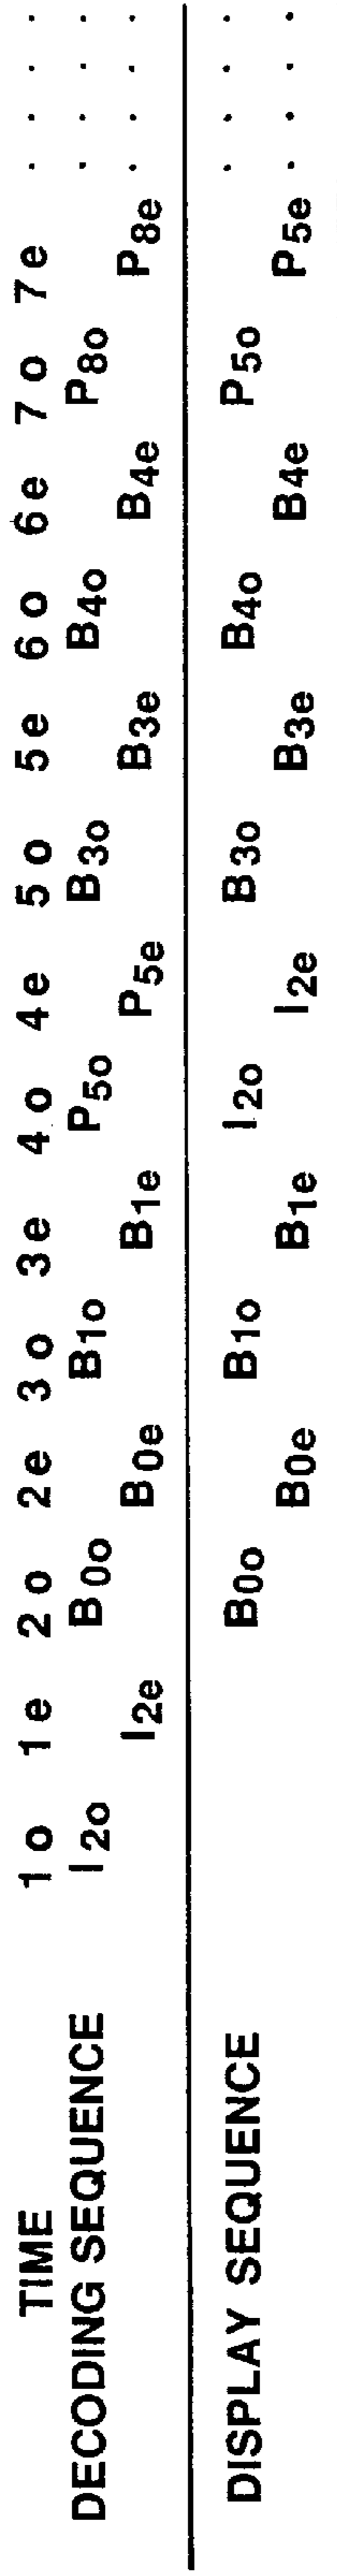 TIME 1o 1e 2o 2e 3o 3e 4o 4e 5o 5e 6o 6e 7o 7e . . . .
DECODING SEQUENCE I2o B0o B1o P5o B3o B4o P8o . . . .
I2e B0e B1e P5e B3e B4e P8e . . . .
DISPLAY SEQUENCE B0o B1o I2o B3o B4o P5o . . . .
B0e B1e I2e B3e B4e P5e . . . .